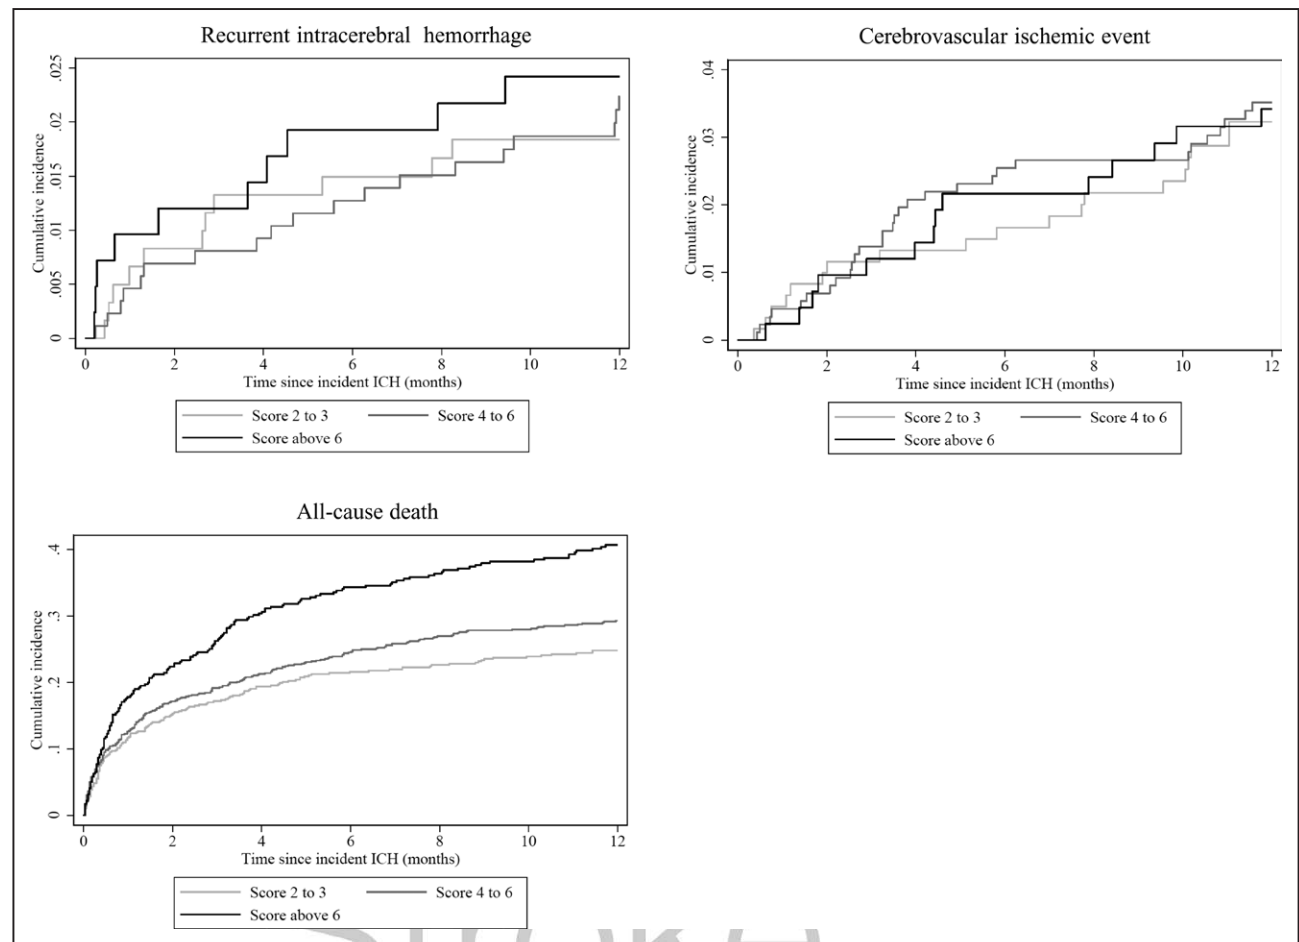 Recurrent intracerebral hemorrhage
Cumulative incidence
.025
.02
.015
.01
.005
0
0 2 4 6 8 10 12
Time since incident ICH (months)
Score 2 to 3 Score 4 to 6
Score above 6
Cerebrovascular ischemic event
Cumulative incidence
.04
.03
.02
.01
0
0 2 4 6 8 10 12
Time since incident ICH (months)
Score 2 to 3 Score 4 to 6
Score above 6
All-cause death
Cumulative incidence
.4
.3
.2
.1
0
0 2 4 6 8 10 12
Time since incident ICH (months)
Score 2 to 3 Score 4 to 6
Score above 6